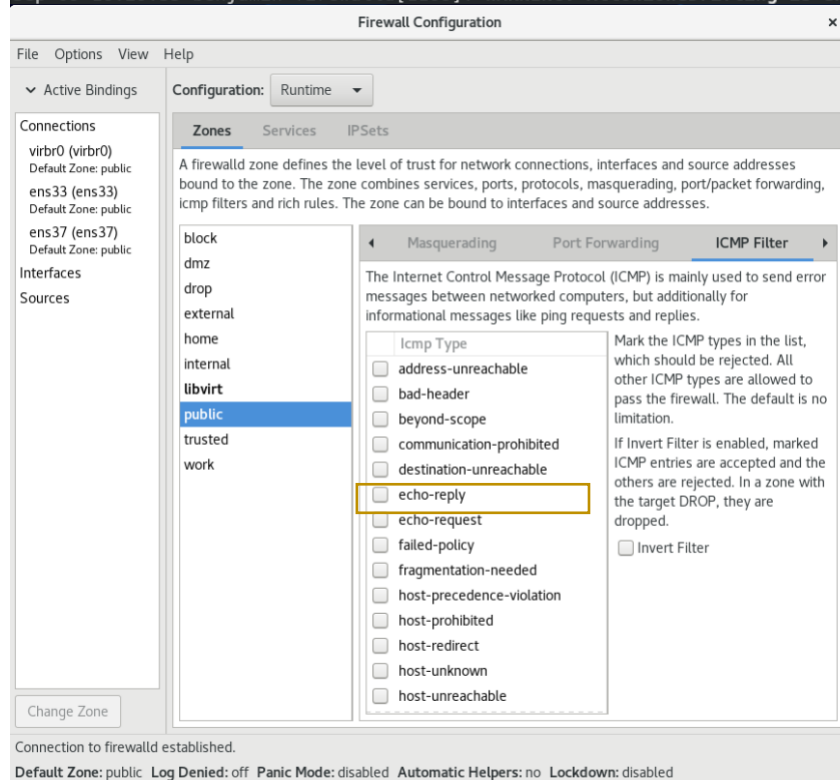 Firewall Configuration
File Options View Help
Active Bindings
Configuration: Runtime
Connections
virbr0 (virbr0)
Default Zone: public
ens33 (ens33)
Default Zone: public
ens37 (ens37)
Default Zone: public
Interfaces
Sources
Change Zone
Zones Services IPSets
A firewalld zone defines the level of trust for network connections, interfaces and source addresses
bound to the zone. The zone combines services, ports, protocols, masquerading, port/packet forwarding,
icmp filters and rich rules. The zone can be bound to interfaces and source addresses.
block
dmz
drop
external
home
internal
libvirt
public
trusted
work
Masquerading Port Forwarding ICMP Filter
The Internet Control Message Protocol (ICMP) is mainly used to send error
messages between networked computers, but additionally for
informational messages like ping requests and replies.
Icmp Type
address-unreachable
bad-header
beyond-scope
communication-prohibited
destination-unreachable
echo-reply
echo-request
failed-policy
fragmentation-needed
host-precedence-violation
host-prohibited
host-redirect
host-unknown
host-unreachable
Mark the ICMP types in the list,
which should be rejected. All
other ICMP types are allowed to
pass the firewall. The default is no
limitation.
If Invert Filter is enabled, marked
ICMP entries are accepted and the
others are rejected. In a zone with
the target DROP, they are
dropped.
Invert Filter
Connection to firewalld established.
Default Zone: public Log Denied: off Panic Mode: disabled Automatic Helpers: no Lockdown: disabled